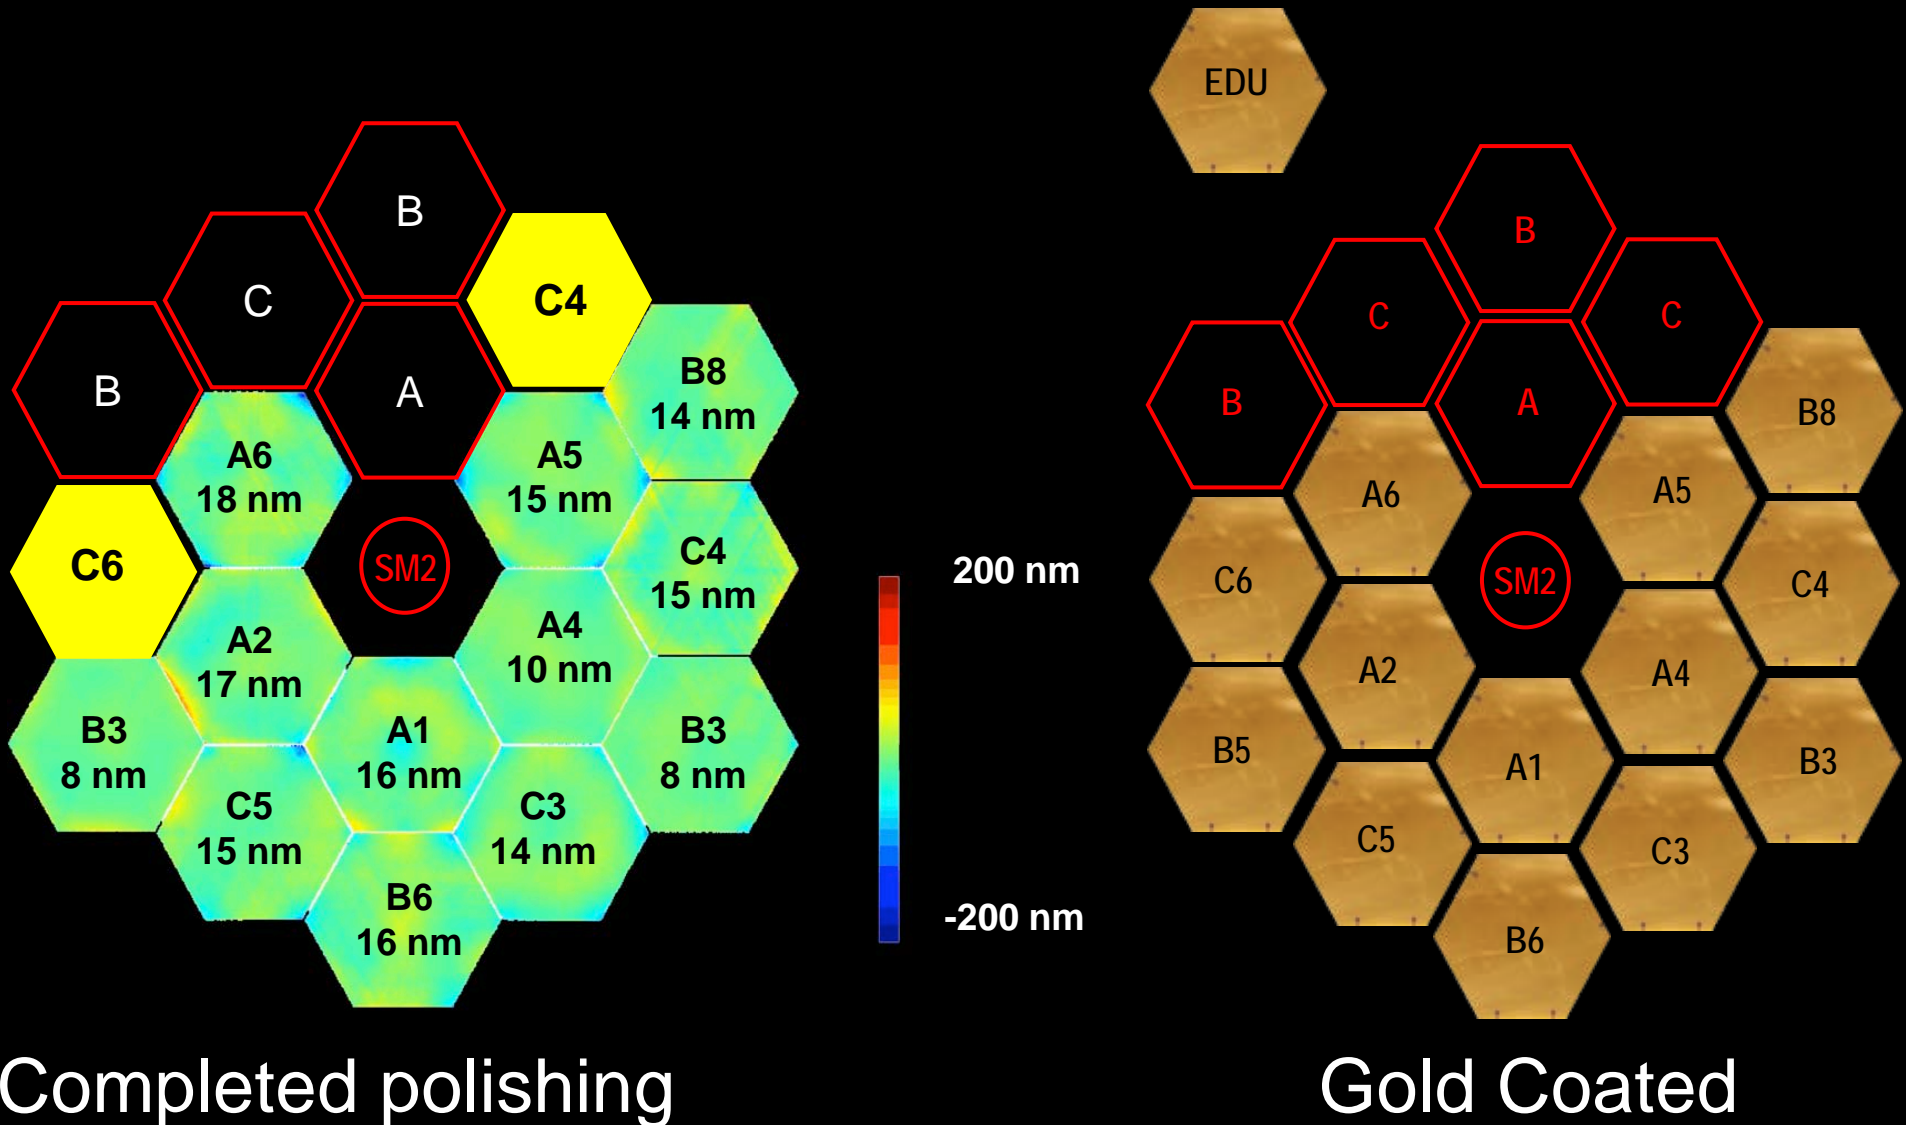 B
C
C4
B
A
B8
14 nm
A6
18 nm
A5
15 nm
C6
SM2
C4
15 nm
A2
17 nm
A4
10 nm
B3
8 nm
A1
16 nm
B3
8 nm
C5
15 nm
C3
14 nm
B6
16 nm
Completed polishing
200 nm
-200 nm
EDU
B
C
C
B
A
B8
A6
A5
C6
SM2
C4
A2
A4
B5
A1
B3
C5
C3
B6
Gold Coated